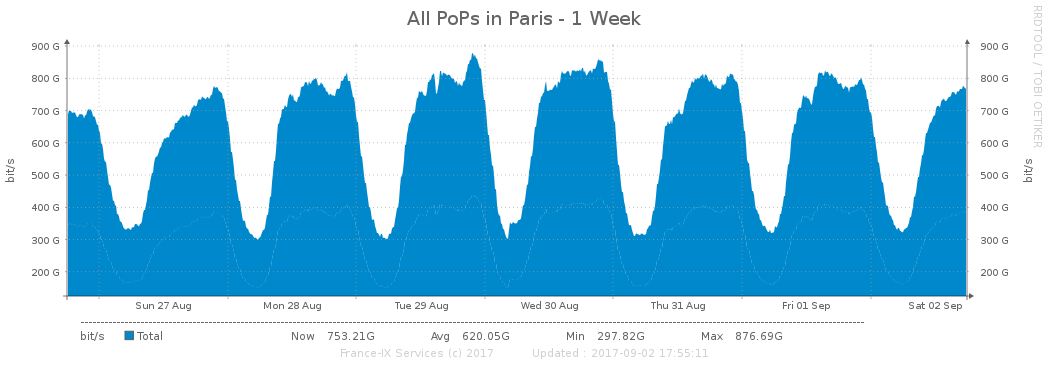 All PoPs in Paris - 1 Week
RRDTOOL / TOBI OETIKER
bit/s
900 G
800 G
700 G
600 G
500 G
400 G
300 G
200 G
900 G
800 G
700 G
600 G
500 G
400 G
300 G
200 G
bit/s
Sun 27 Aug Mon 28 Aug Tue 29 Aug Wed 30 Aug Thu 31 Aug Fri 01 Sep Sat 02 Sep
bit/s Total Now 753.21G Avg 620.05G Min 297.82G Max 876.69G
France-IX Services (c) 2017 Updated : 2017-09-02 17:55:11